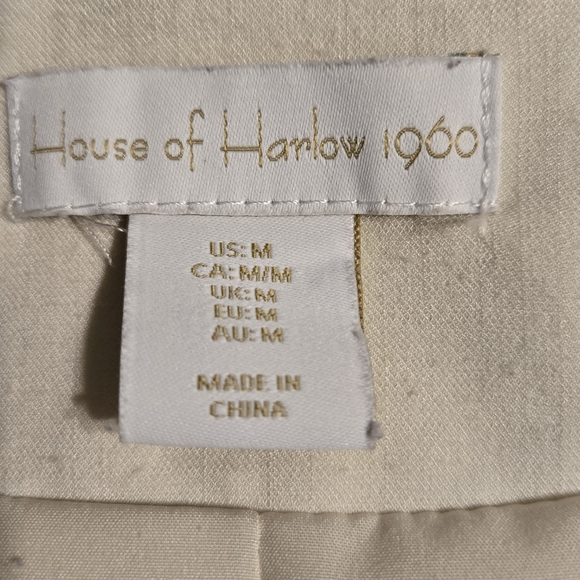 House of Harlow 1960
US: M
CA: M/M
UK: M
EU: M
AU: M
MADE IN
CHINA